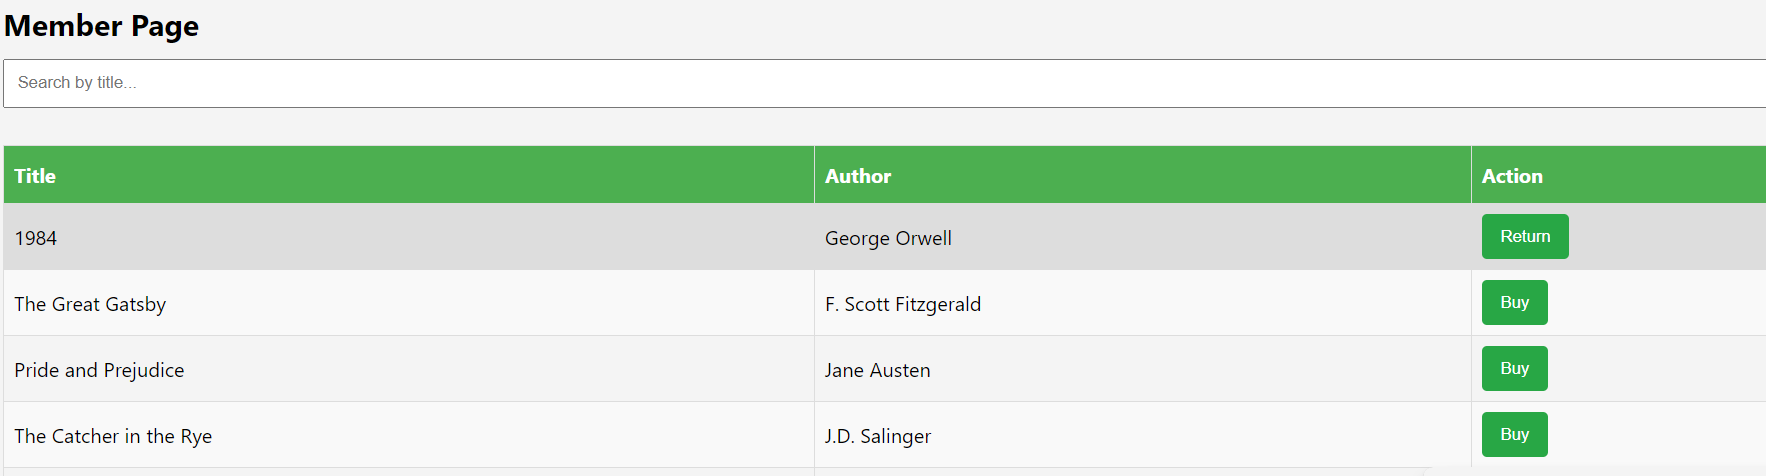 Member Page
Search by title...
Title Author Action
1984 George Orwell Return
The Great Gatsby F. Scott Fitzgerald Buy
Pride and Prejudice Jane Austen Buy
The Catcher in the Rye J.D. Salinger Buy